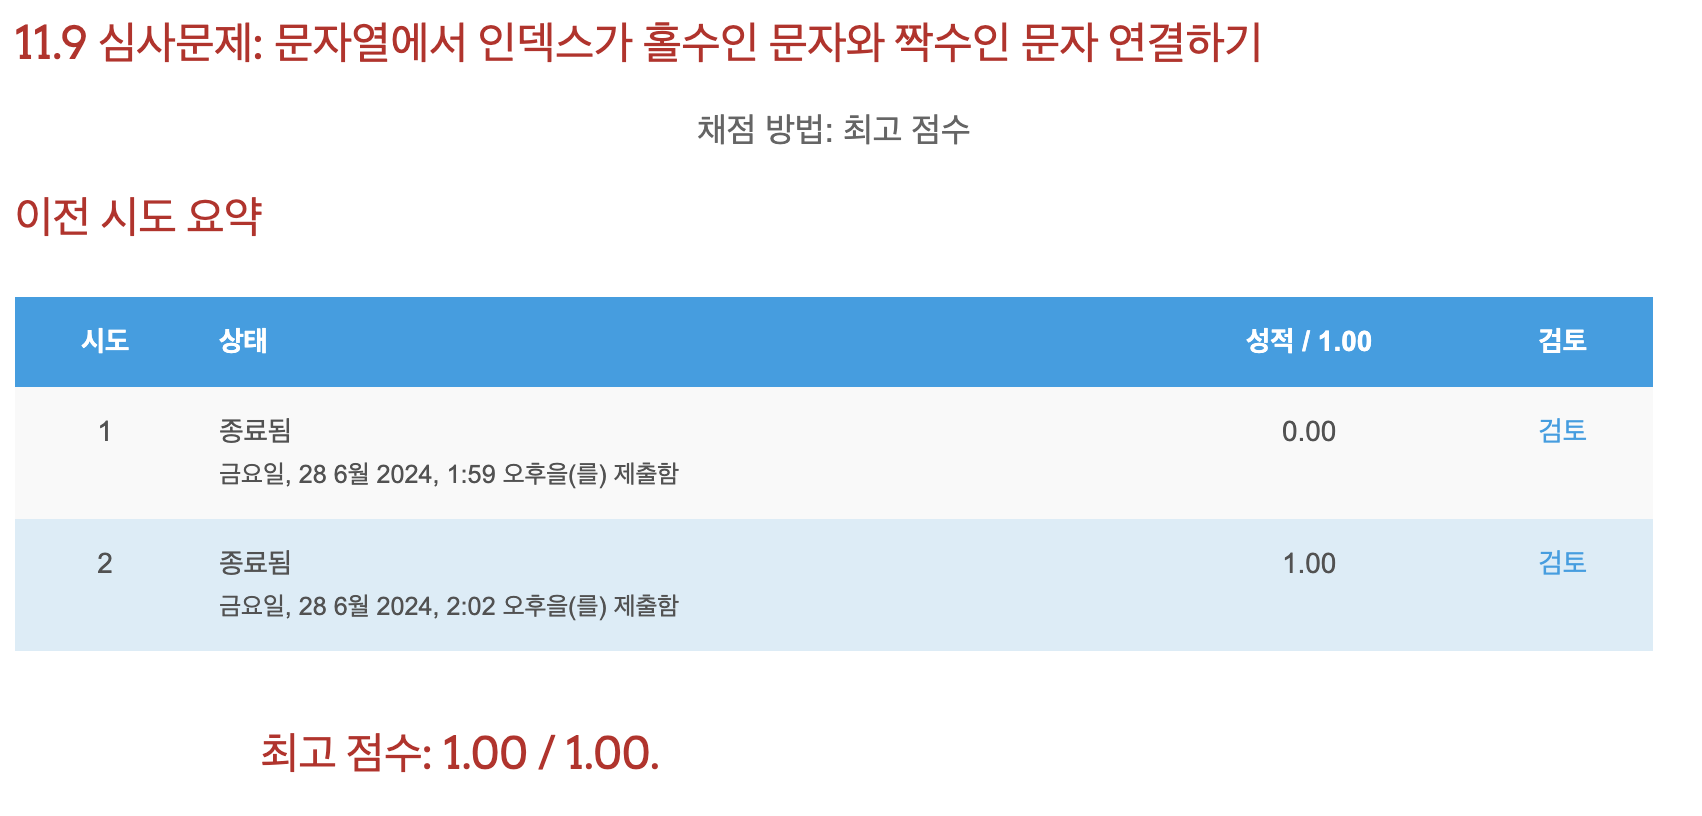 11.9 심사문제: 문자열에서 인덱스가 홀수인 문자와 짝수인 문자 연결하기
채점 방법: 최고 점수
이전 시도 요약
시도 상태 성적 / 1.00 검토
1 종료됨 0.00 검토
금요일, 28 6월 2024, 1:59 오후을(를) 제출함
2 종료됨 1.00 검토
금요일, 28 6월 2024, 2:02 오후을(를) 제출함
최고 점수: 1.00 / 1.00.